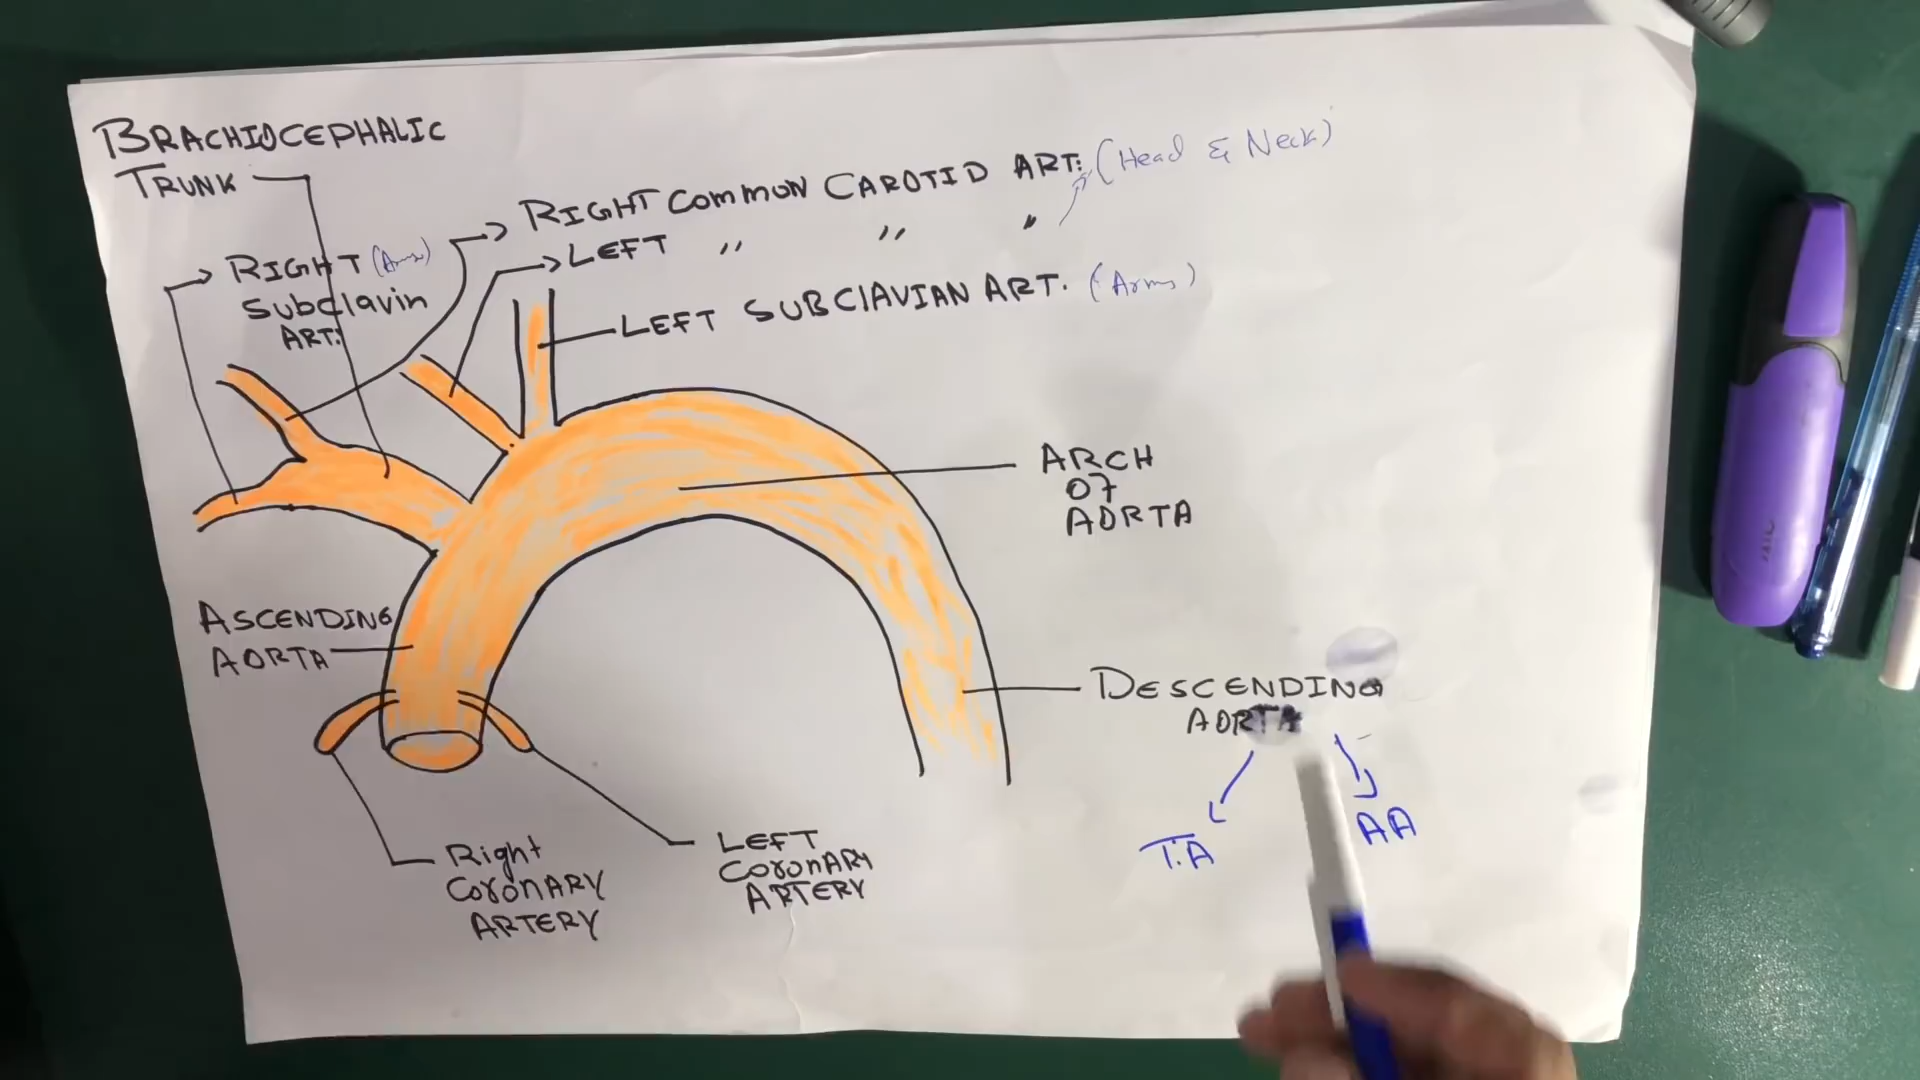 BRACHIOCEPHALIC
TRUNK
RIGHT COMMON CAROTID ART: (Head & Neck)
LEFT " " "
RIGHT (Arms)
Subclavin
ART:
LEFT SUBCLAVIAN ART. (Arms)
ARCH
OF
AORTA
ASCENDING
AORTA
DESCENDING
AORTA
T.A
AA
Right
CORONARY
ARTERY
LEFT
CORONARY
ARTERY